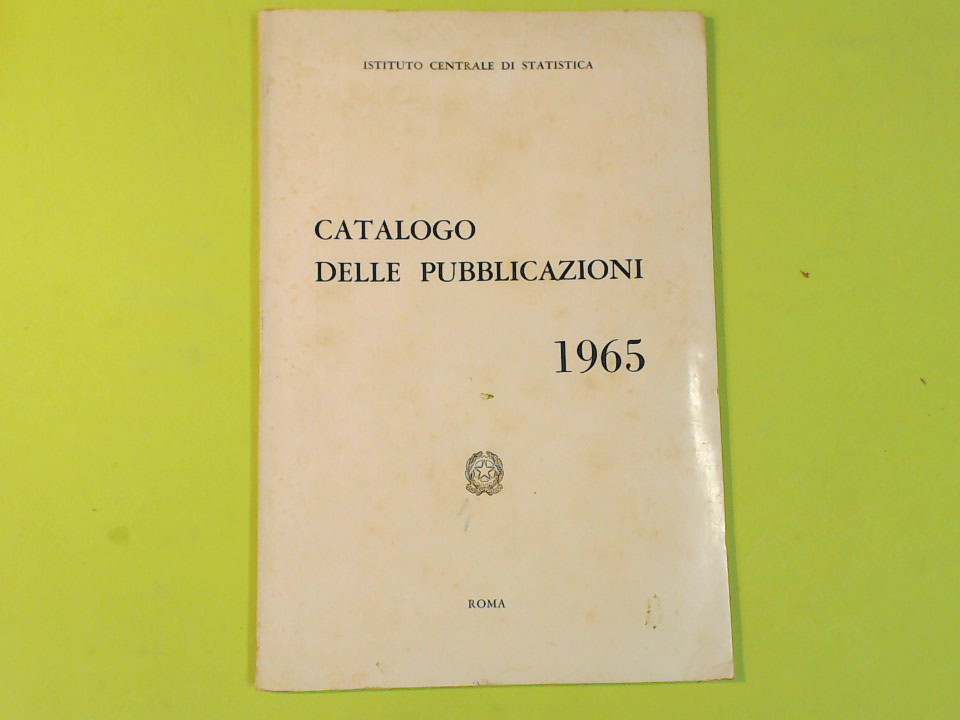 ISTITUTO CENTRALE DI STATISTICA
CATALOGO
DELLE PUBBLICAZIONI
1965
ROMA